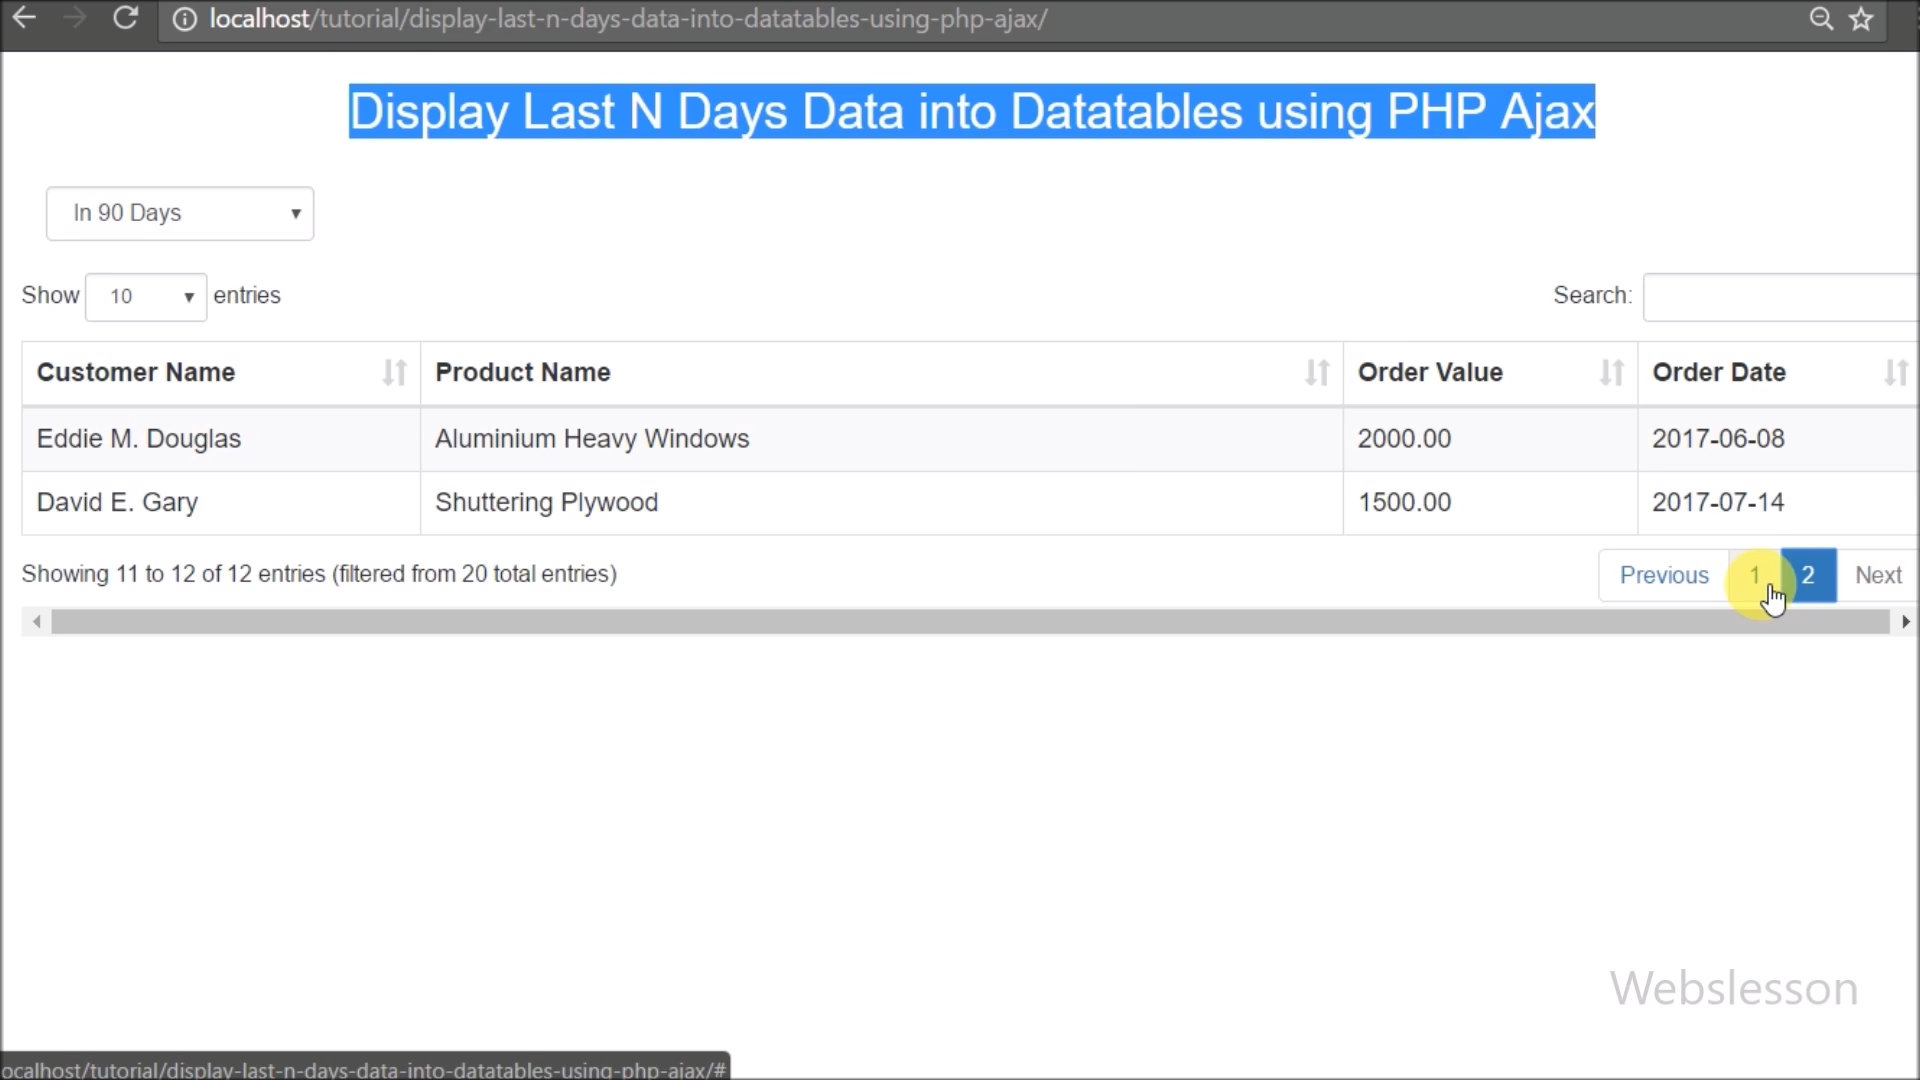 localhost/tutorial/display-last-n-days-data-into-datatables-using-php-ajax/
Display Last N Days Data into Datatables using PHP Ajax
In 90 Days
Show 10 entries
Search:
Customer Name Product Name Order Value Order Date
Eddie M. Douglas Aluminium Heavy Windows 2000.00 2017-06-08
David E. Gary Shuttering Plywood 1500.00 2017-07-14
Showing 11 to 12 of 12 entries (filtered from 20 total entries)
Previous 1 2 Next
Webslesson
ocalhost/tutorial/display-last-n-days-data-into-datatables-using-php-ajax/#